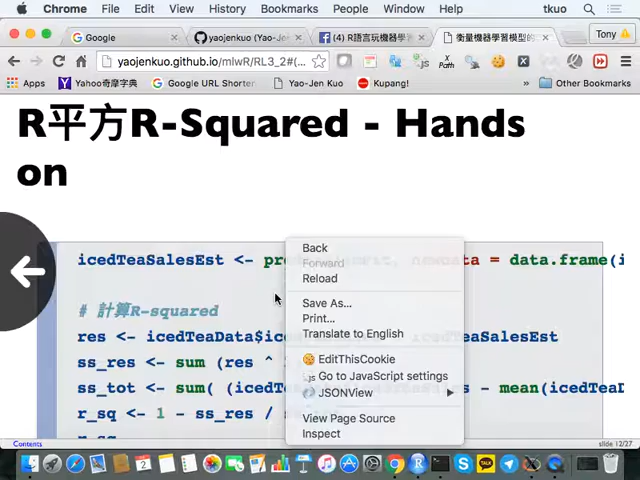 Chrome File Edit View History Bookmarks People Window Help tkuo
Google yaojenkuo (Yao-Jen (4) R語言玩機器學 衡量機器學習模型的 Tony
yaojenkuo.github.io/mlwR/RL3_2#(
Apps Yahoo奇摩字典 Google URL Shorten Yao-Jen Kuo Kupang! » Other Bookmarks
R平方R-Squared - Hands
on
icedTeaSalesEst <- = data.frame(i
# 計算R-squared
res <- icedTeaData$ic icedTeaSalesEst
ss_res <- sum (res ^
ss_tot <- sum( (icedT - mean(icedTeaD
r_sq <- 1 - ss_res / s
Back
Forward
Reload
Save As...
Print...
Translate to English
EditThisCookie
Go to JavaScript settings
JSONView
View Page Source
Inspect
Contents
slide 12/27